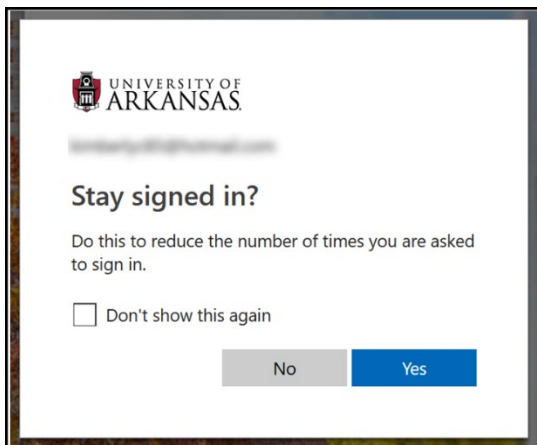 UNIVERSITY OF
ARKANSAS
Stay signed in?
Do this to reduce the number of times you are asked
to sign in.
Don't show this again
No
Yes